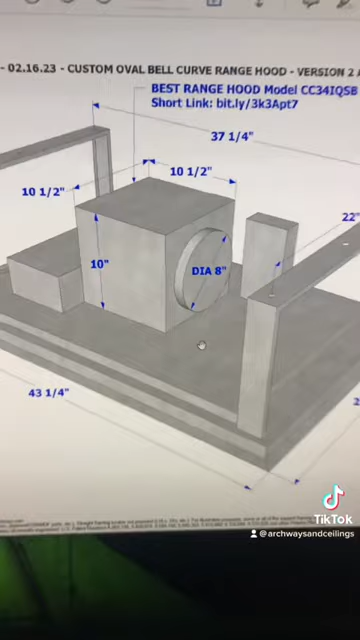 - 02.16.23 - CUSTOM OVAL BELL CURVE RANGE HOOD - VERSION 2 A
BEST RANGE HOOD Model CC34IQSB
Short Link: bit.ly/3k3Apt7
37 1/4"
10 1/2"
10 1/2"
22"
10"
DIA 8"
43 1/4"
2
TikTok
@archwaysandceilings